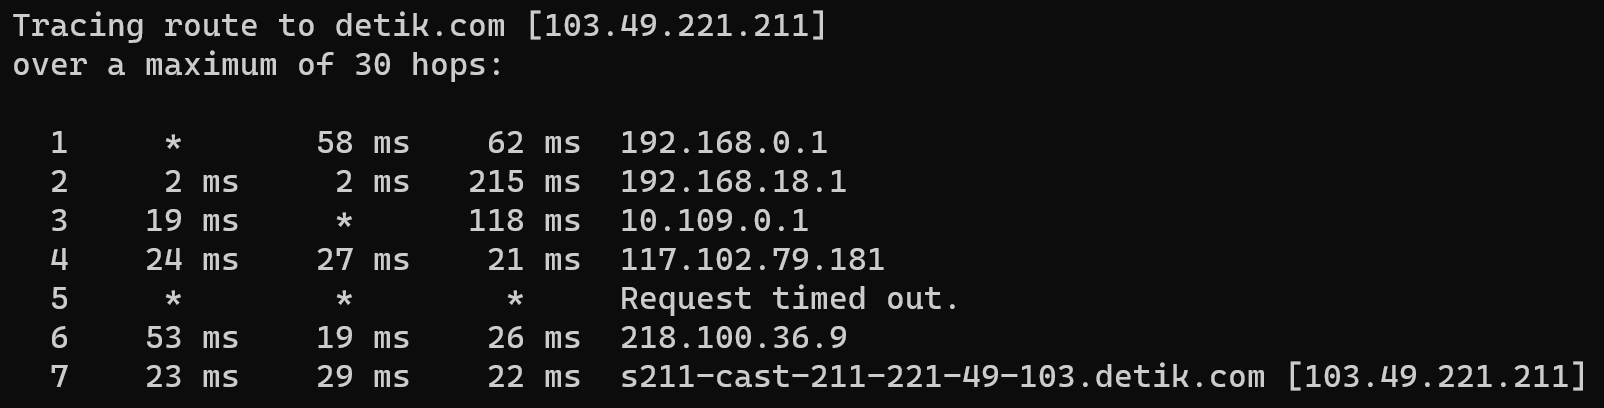 Tracing route to detik.com [103.49.221.211]
over a maximum of 30 hops:

  1     *       58 ms    62 ms  192.168.0.1
  2     2 ms     2 ms   215 ms  192.168.18.1
  3    19 ms     *      118 ms  10.109.0.1
  4    24 ms    27 ms    21 ms  117.102.79.181
  5     *        *        *     Request timed out.
  6    53 ms    19 ms    26 ms  218.100.36.9
  7    23 ms    29 ms    22 ms  s211-cast-211-221-49-103.detik.com [103.49.221.211]